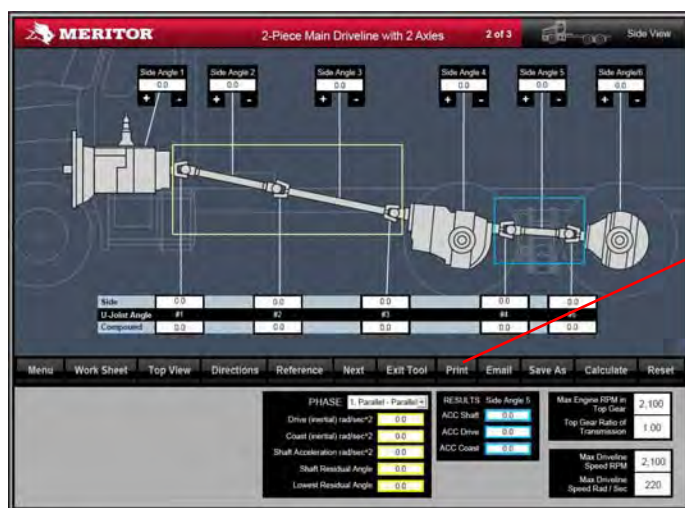 MERITOR 2-Piece Main Driveline with 2 Axles 2 of 3 Side View
Side Angle 1 Side Angle 2 Side Angle 3 Side Angle 4 Side Angle 5 Side Angle/6
0.0 0.0 0.0 0.0 0.0 0.0
+ - + - + - + - + - + -
Side 0.0 0.0 0.0 0.0 0.0
U-Joint Angle #1 #2 #3 #4
Compound 0.0 0.0 0.0 0.0 0.0
Menu Work Sheet Top View Directions Reference Next Exit Tool Print Email Save As Calculate Reset
PHASE 1. Parallel - Parallel
Drive (inertial) rad/sec^2 0.0
Coast (inertial) rad/sec^2 0.0
Shaft Acceleration rad/sec^2 0.0
Shaft Residual Angle 0.0
Lowest Residual Angle 0.0
RESULTS Side Angle 5
ACC Shaft 0.0
ACC Drive 0.0
ACC Coast 0.0
Max Engine RPM in
Top Gear 2,100
Top Gear Ratio of
Transmission 1.00
Max Driveline
Speed RPM 2,100
Max Driveline
Speed Rad / Sec 220